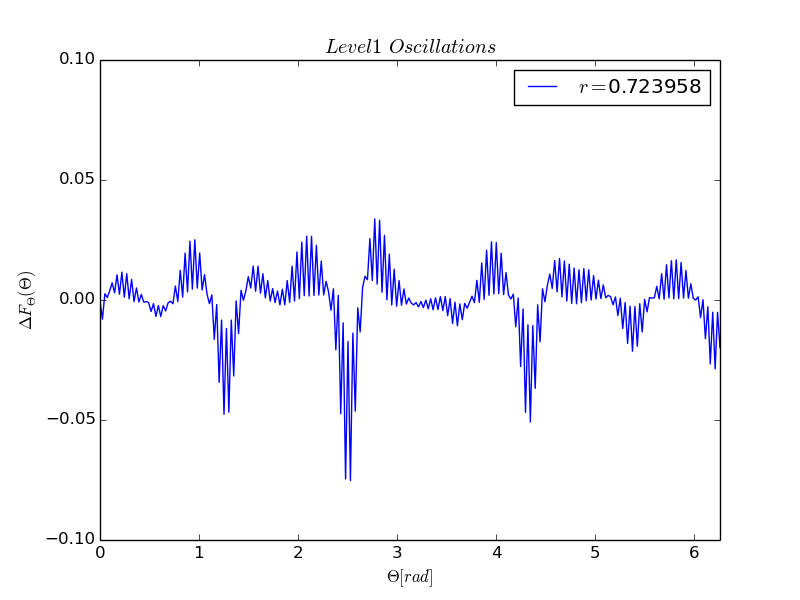 Level1 Oscillations
r=0.723958
0.10
0.05
0.00
−0.05
−0.10
ΔF_Θ(Θ)
0 1 2 3 4 5 6
Θ[rad]